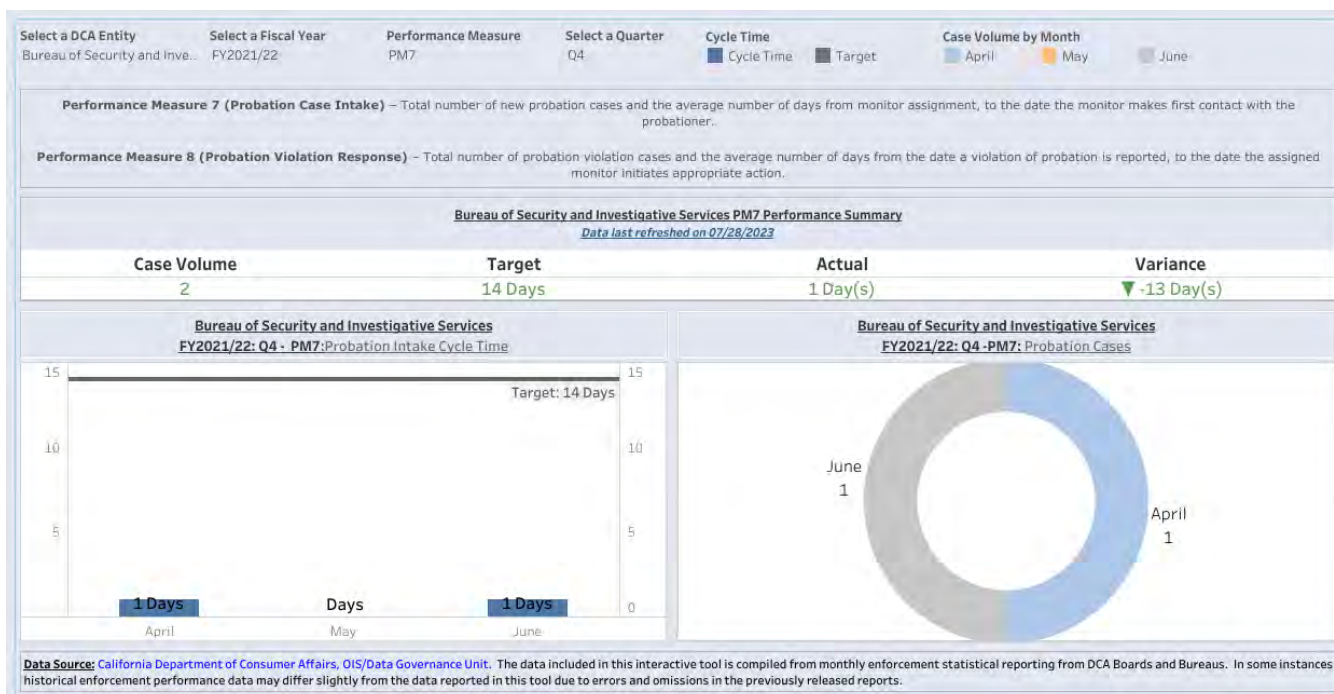 Select a DCA Entity Select a Fiscal Year Performance Measure Select a Quarter Cycle Time Case Volume by Month
Bureau of Security and Inve.. FY2021/22 PM7 Q4 Cycle Time Target April May June
Performance Measure 7 (Probation Case Intake) – Total number of new probation cases and the average number of days from monitor assignment, to the date the monitor makes first contact with the
probationer..
Performance Measure 8 (Probation Violation Response) – Total number of probation violation cases and the average number of days from the date a violation of probation is reported, to the date the assigned
monitor initiates appropriate action.
Bureau of Security and Investigative Services PM7 Performance Summary
Data last refreshed on 07/28/2023
Case Volume Target Actual Variance
2 14 Days 1 Day(s) ▼ -13 Day(s)
Bureau of Security and Investigative Services
FY2021/22: Q4 - PM7:Probation Intake Cycle Time
15 15
Target: 14 Days
10 10
5 5
1 Days Days 1 Days 0
April May June
Bureau of Security and Investigative Services
FY2021/22: Q4 -PM7: Probation Cases
June
1
April
1
Data Source: California Department of Consumer Affairs, OIS/Data Governance Unit. The data included in this interactive tool is compiled from monthly enforcement statistical reporting from DCA Boards and Bureaus. In some instances
historical enforcement performance data may differ slightly from the data reported in this tool due to errors and omissions in the previously released reports.